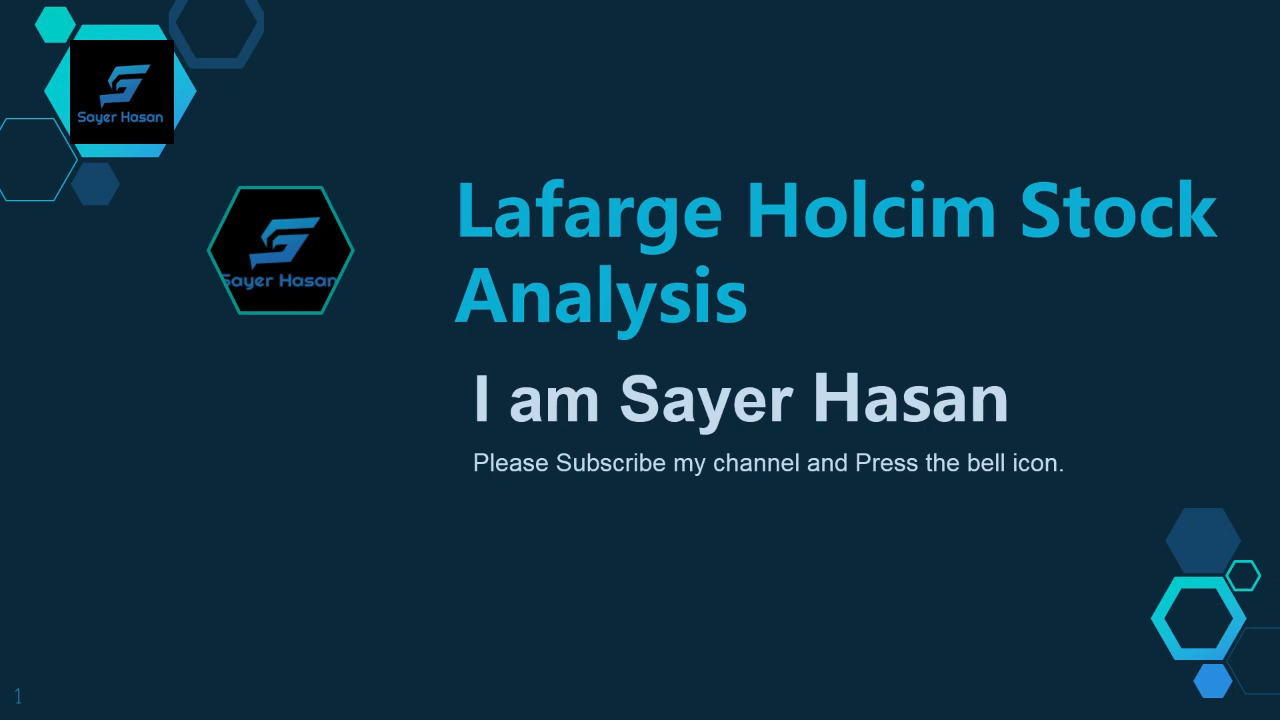 Sayer Hasan
Sayer Hasan
Lafarge Holcim Stock
Analysis
I am Sayer Hasan
Please Subscribe my channel and Press the bell icon.
1